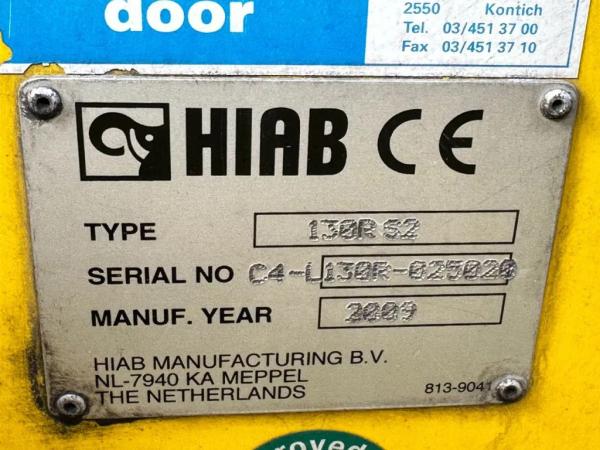 door
2550 Kontich
Tel. 03/451 37 00
Fax 03/451 37 10
HIAB CE
TYPE 130R S2
SERIAL NO C4-L130R-025020
MANUF. YEAR 2009
HIAB MANUFACTURING B.V.
NL-7940 KA MEPPEL
THE NETHERLANDS
813-9041